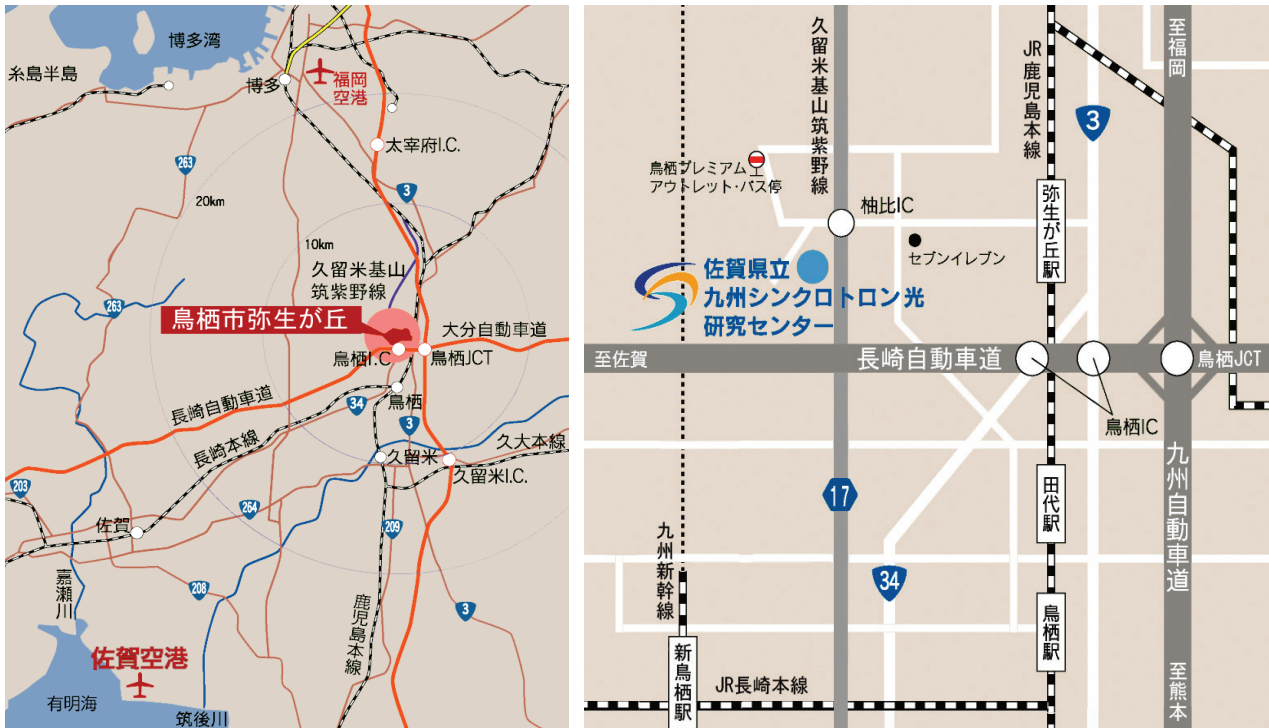 博多湾
糸島半島
博多
福岡
空港
太宰府I.C.
263
3
20km
10km
久留米基山
筑紫野線
263
鳥栖市弥生が丘
大分自動車道
鳥栖I.C
鳥栖JCT
鳥栖
34
長崎自動車道
3
長崎本線
久大本線
久留米
久留米I.C.
203
264
佐賀
209
嘉瀬川
208
鹿児島本線
3
佐賀空港
有明海
筑後川
久留米基山筑紫野線
JR鹿児島本線
至福岡
3
鳥栖プレミアム
アウトレット・バス停
弥生が丘駅
柚比IC
セブンイレブン
佐賀県立
九州シンクロトロン光
研究センター
至佐賀
長崎自動車道
鳥栖JCT
鳥栖IC
17
田代駅
九州自動車道
九州新幹線
34
鳥栖駅
新鳥栖駅
JR長崎本線
至熊本